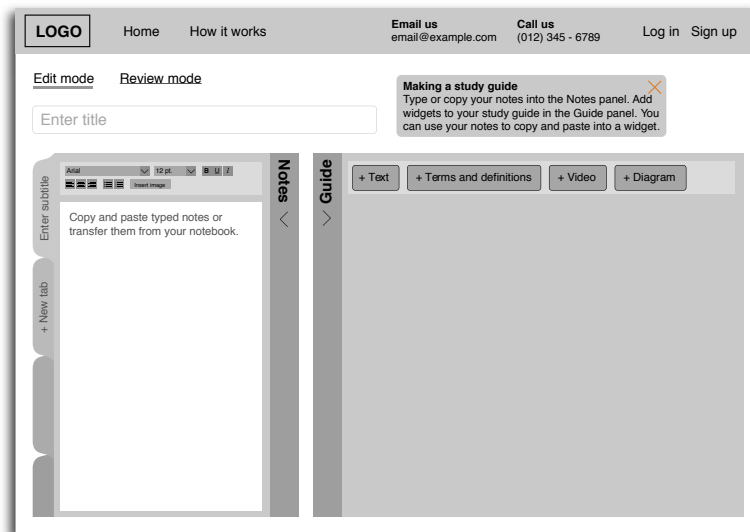 LOGO
Home
How it works
Email us
email@example.com
Call us
(012) 345 - 6789
Log in
Sign up
Edit mode
Review mode
Making a study guide
Type or copy your notes into the Notes panel. Add
widgets to your study guide in the Guide panel. You
can use your notes to copy and paste into a widget.
Enter title
Enter subtitle
+ New tab
Arial
12 pt.
B U I
Insert image
Copy and paste typed notes or
transfer them from your notebook.
Notes
Guide
+ Text
+ Terms and definitions
+ Video
+ Diagram